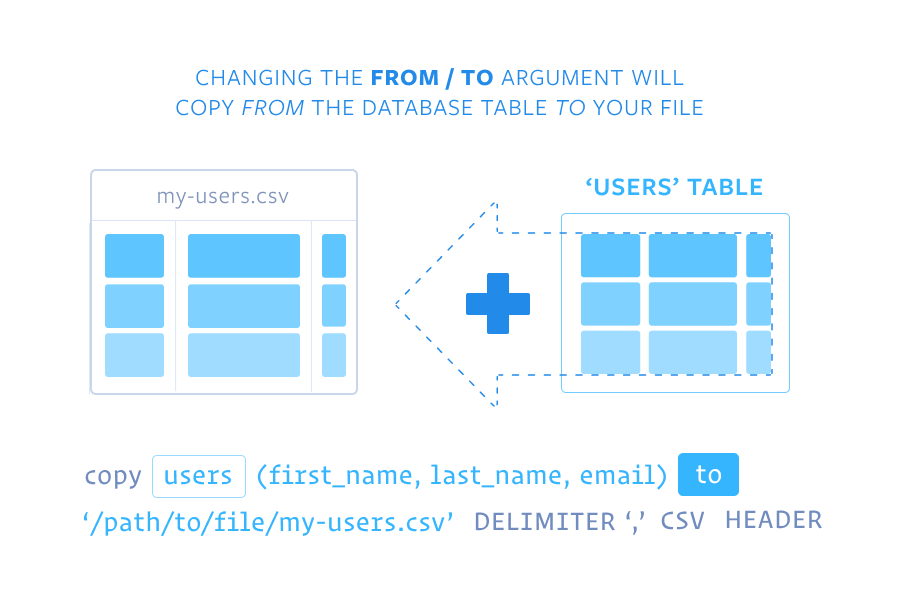 CHANGING THE FROM / TO ARGUMENT WILL
COPY FROM THE DATABASE TABLE TO YOUR FILE
my-users.csv
‘USERS’ TABLE
copy users (first_name, last_name, email) to
‘/path/to/file/my-users.csv’ DELIMITER ‘,’ CSV HEADER